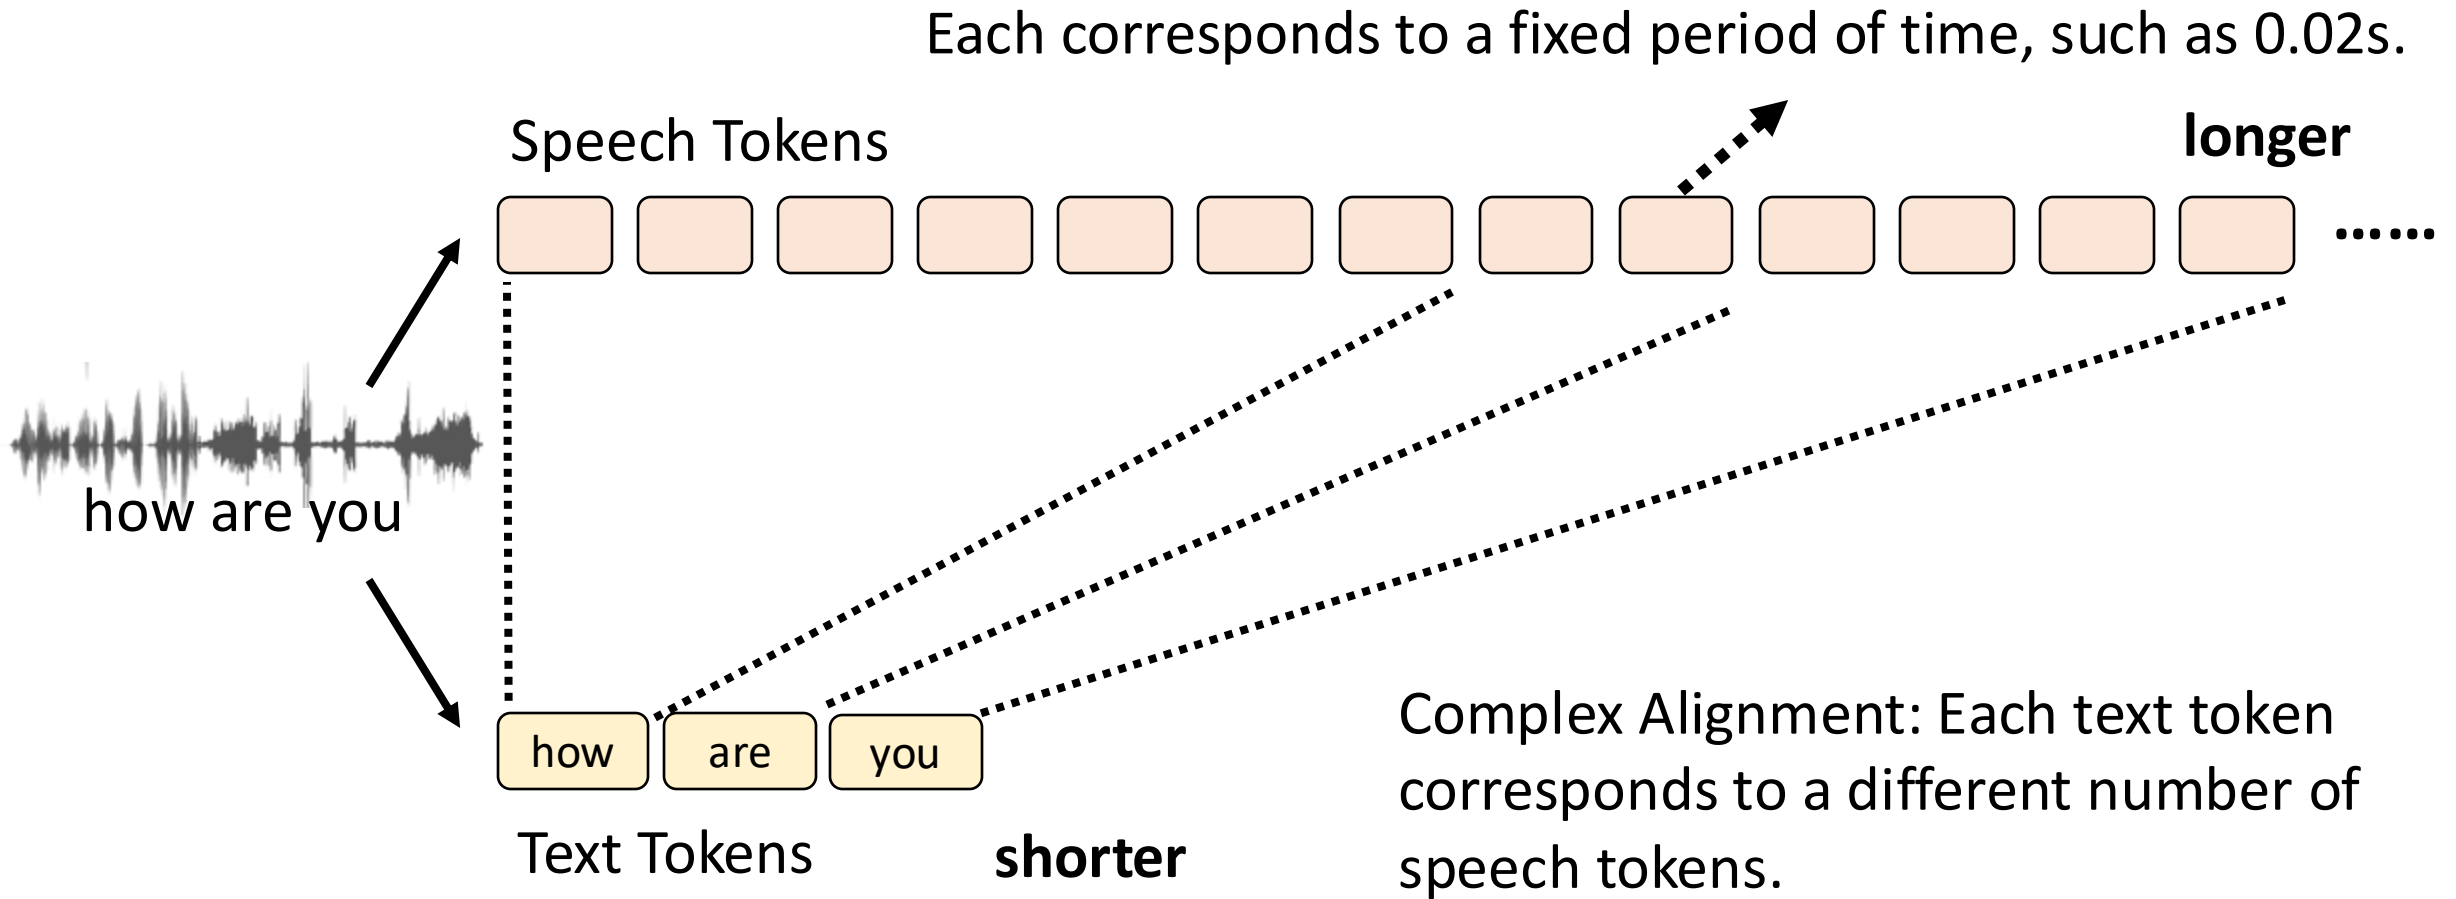 Each corresponds to a fixed period of time, such as 0.02s.
Speech Tokens
longer
……
how are you
how are you
Text Tokens
shorter
Complex Alignment: Each text token
corresponds to a different number of
speech tokens.